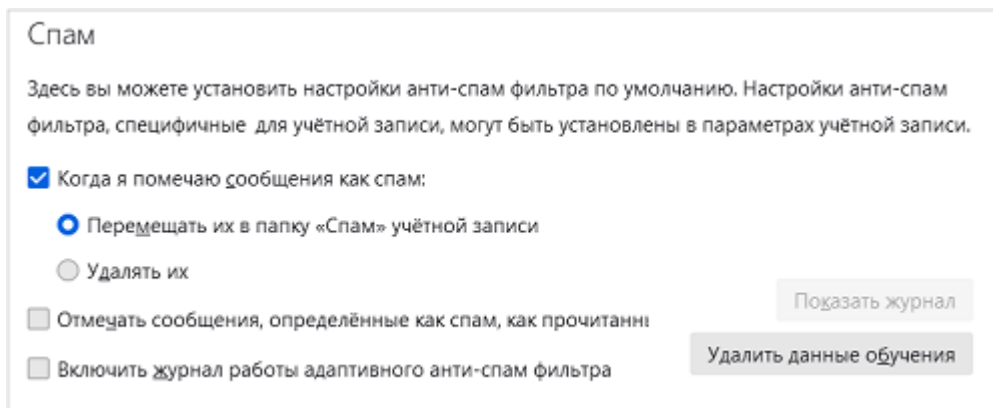 Спам
Здесь вы можете установить настройки анти-спам фильтра по умолчанию. Настройки анти-спам
фильтра, специфичные для учётной записи, могут быть установлены в параметрах учётной записи.
Когда я помечаю сообщения как спам:
Перемещать их в папку «Спам» учётной записи
Удалять их
Показать журнал
Отмечать сообщения, определённые как спам, как прочитанны
Удалить данные обучения
Включить журнал работы адаптивного анти-спам фильтра